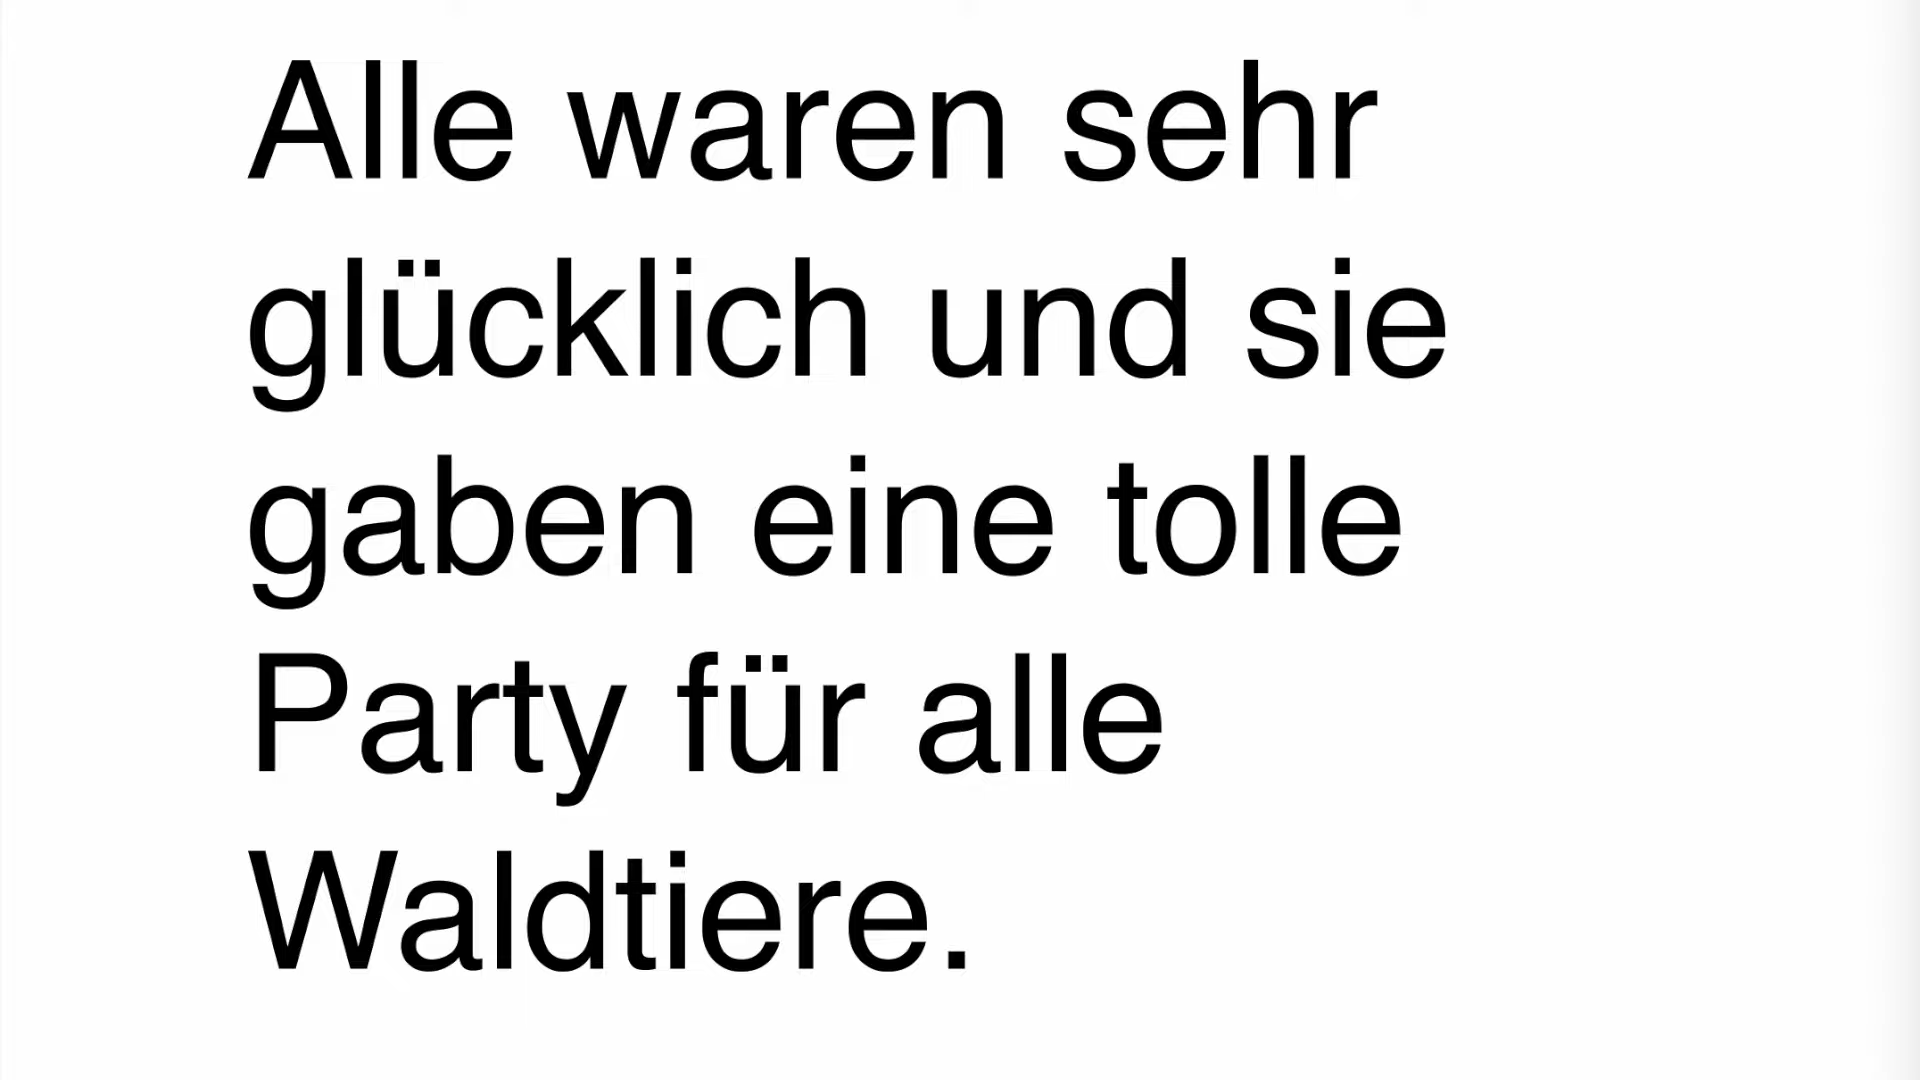 Alle waren sehr
glücklich und sie
gaben eine tolle
Party für alle
Waldtiere.